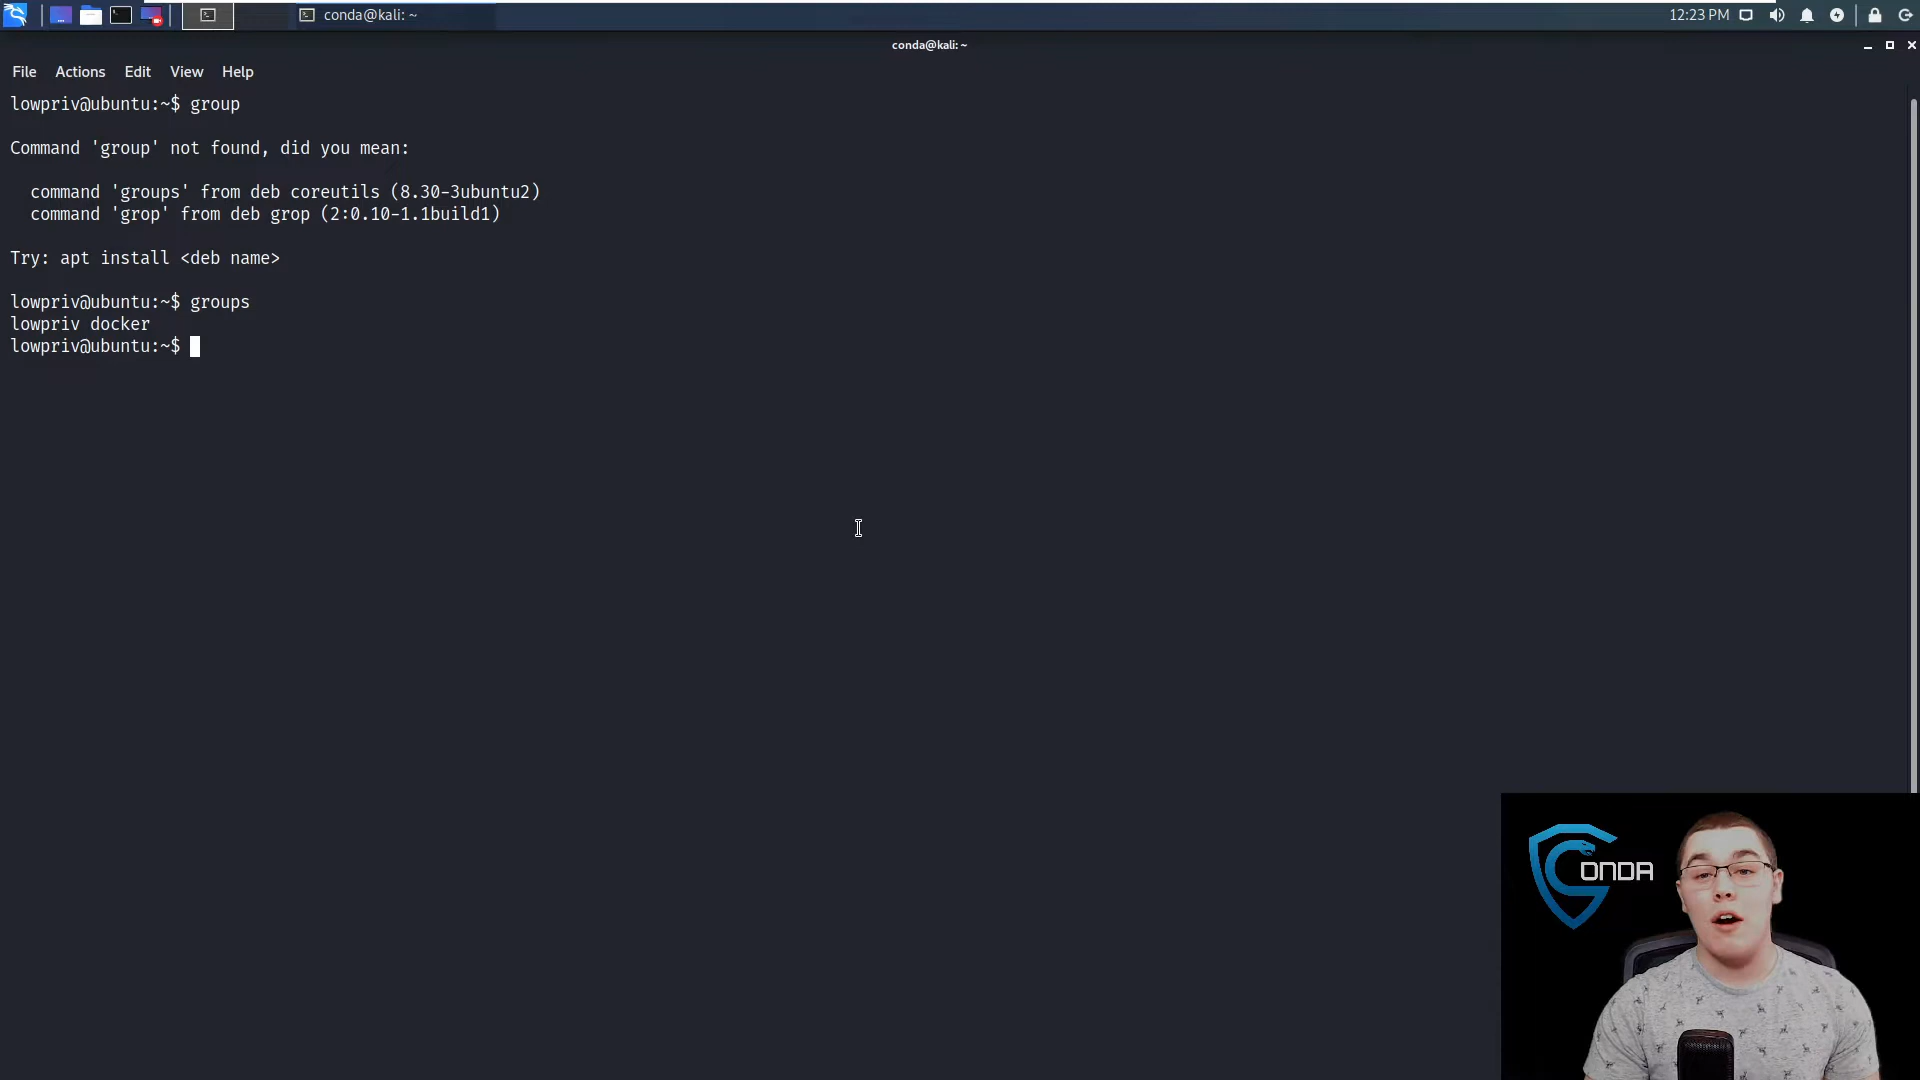 conda@kali: ~
12:23 PM
conda@kali: ~
File Actions Edit View Help
lowpriv@ubuntu:~$ group
Command 'group' not found, did you mean:
command 'groups' from deb coreutils (8.30-3ubuntu2)
command 'grop' from deb grop (2:0.10-1.1build1)
Try: apt install <deb name>
lowpriv@ubuntu:~$ groups
lowpriv docker
lowpriv@ubuntu:~$
CONDA